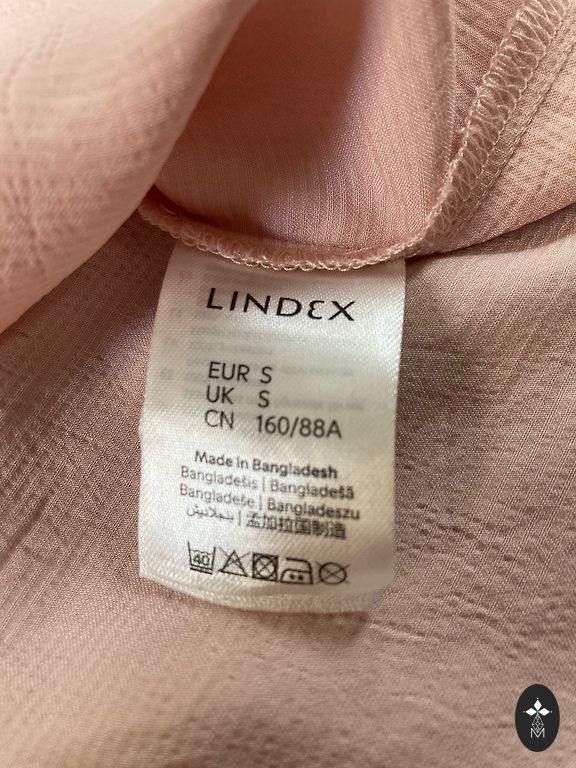 LINDEX
EUR S
UK S
CN 160/88A
Made in Bangladesh
Bangladešis | Bangladešā
Bangladeše | Bangladeszu
بنجلاديش | 孟加拉国制造
40
M